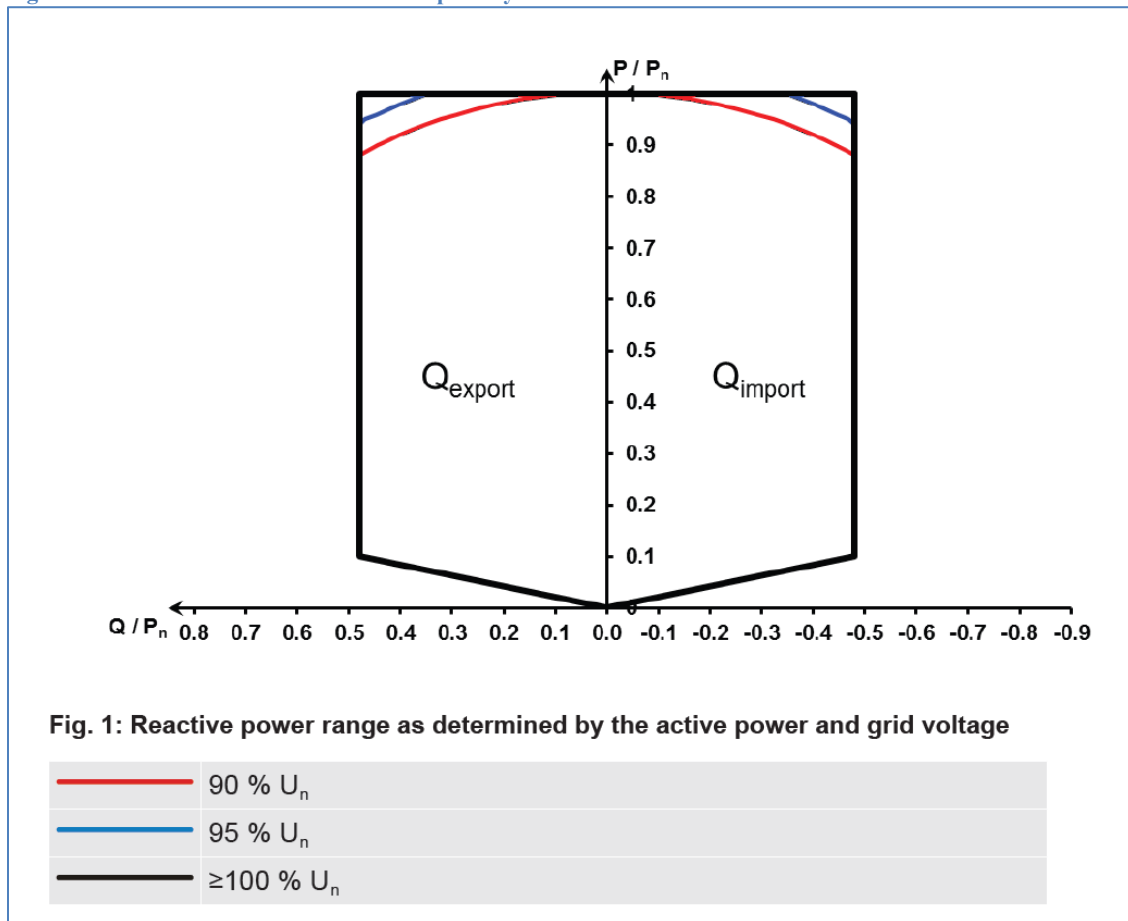 P / Pn
1
0.9
0.8
0.7
0.6
0.5
Qexport
Qimport
0.4
0.3
0.2
0.1
0
Q / Pn 0.8 0.7 0.6 0.5 0.4 0.3 0.2 0.1 0.0 -0.1 -0.2 -0.3 -0.4 -0.5 -0.6 -0.7 -0.8 -0.9
Fig. 1: Reactive power range as determined by the active power and grid voltage
90 % Un
95 % Un
≥100 % Un